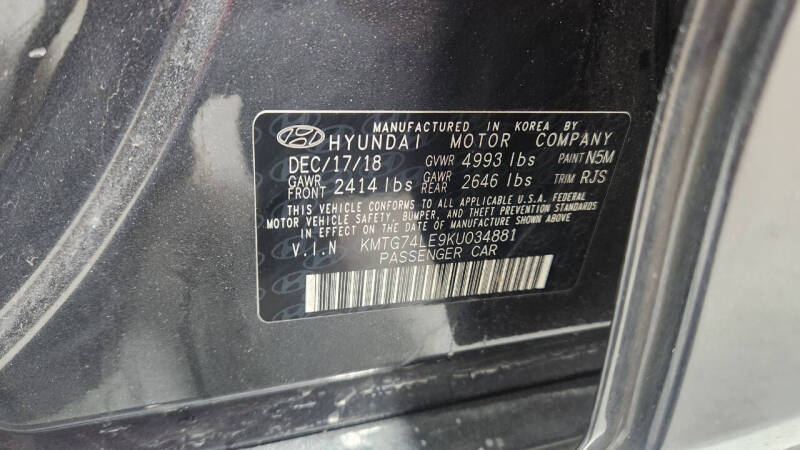 MANUFACTURED IN KOREA BY
HYUNDAI MOTOR COMPANY
DEC/17/18 GVWR 4993 lbs PAINT N5M
GAWR FRONT 2414 lbs GAWR REAR 2646 lbs TRIM RJS
THIS VEHICLE CONFORMS TO ALL APPLICABLE U.S.A. FEDERAL
MOTOR VEHICLE SAFETY, BUMPER, AND THEFT PREVENTION STANDARDS
IN EFFECT ON THE DATE OF MANUFACTURE SHOWN ABOVE.
V.I.N KMTG74LE9KU034881
PASSENGER CAR